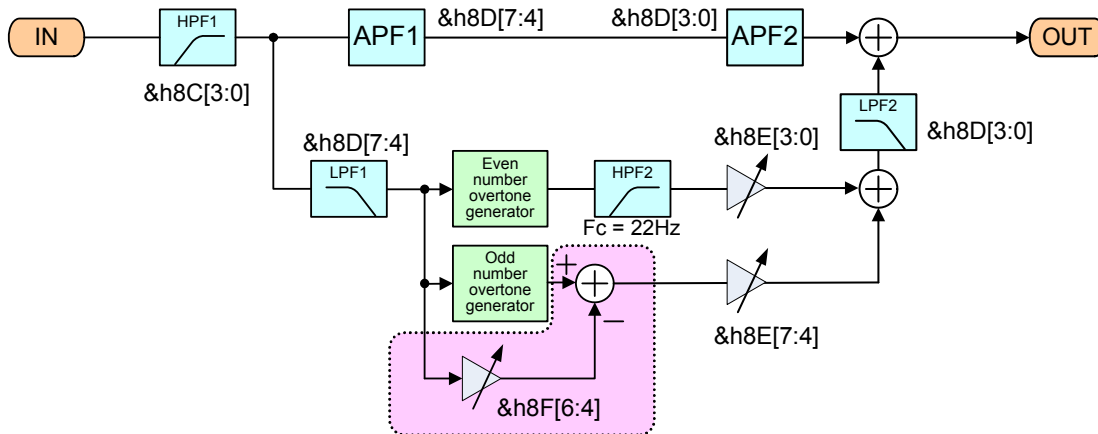 IN
HPF1
&h8C[3:0]
APF1
&h8D[7:4]
&h8D[3:0]
APF2
OUT
LPF2
&h8D[3:0]
&h8D[7:4]
LPF1
Even
number
overtone
generator
HPF2
Fc = 22Hz
&h8E[3:0]
Odd
number
overtone
generator
+
−
&h8E[7:4]
&h8F[6:4]